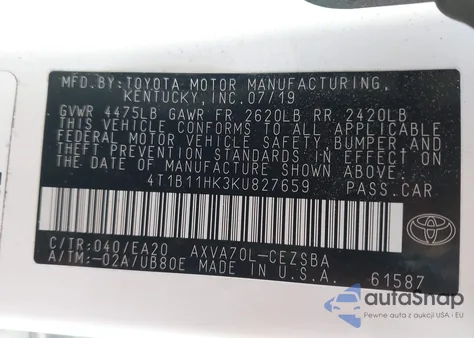 MFD.BY:TOYOTA MOTOR MANUFACTURING,
KENTUCKY,INC.07/19
GVWR 4475LB GAWR FR 2620LB RR 2420LB
THIS VEHICLE CONFORMS TO ALL APPLICABLE
FEDERAL MOTOR VEHICLE SAFETY,BUMPER,AND
THEFT PREVENTION STANDARDS IN EFFECT ON
THE DATE OF MANUFACTURE SHOWN ABOVE.
4T1B11HK3KU827659 PASS.CAR
C/TR:040/EA20 AXVA70L-CEZSBA
A/TM:-02A/UB80E MADE IN U.S.A. 61587
autaShop
Pewne auta z USA i EU